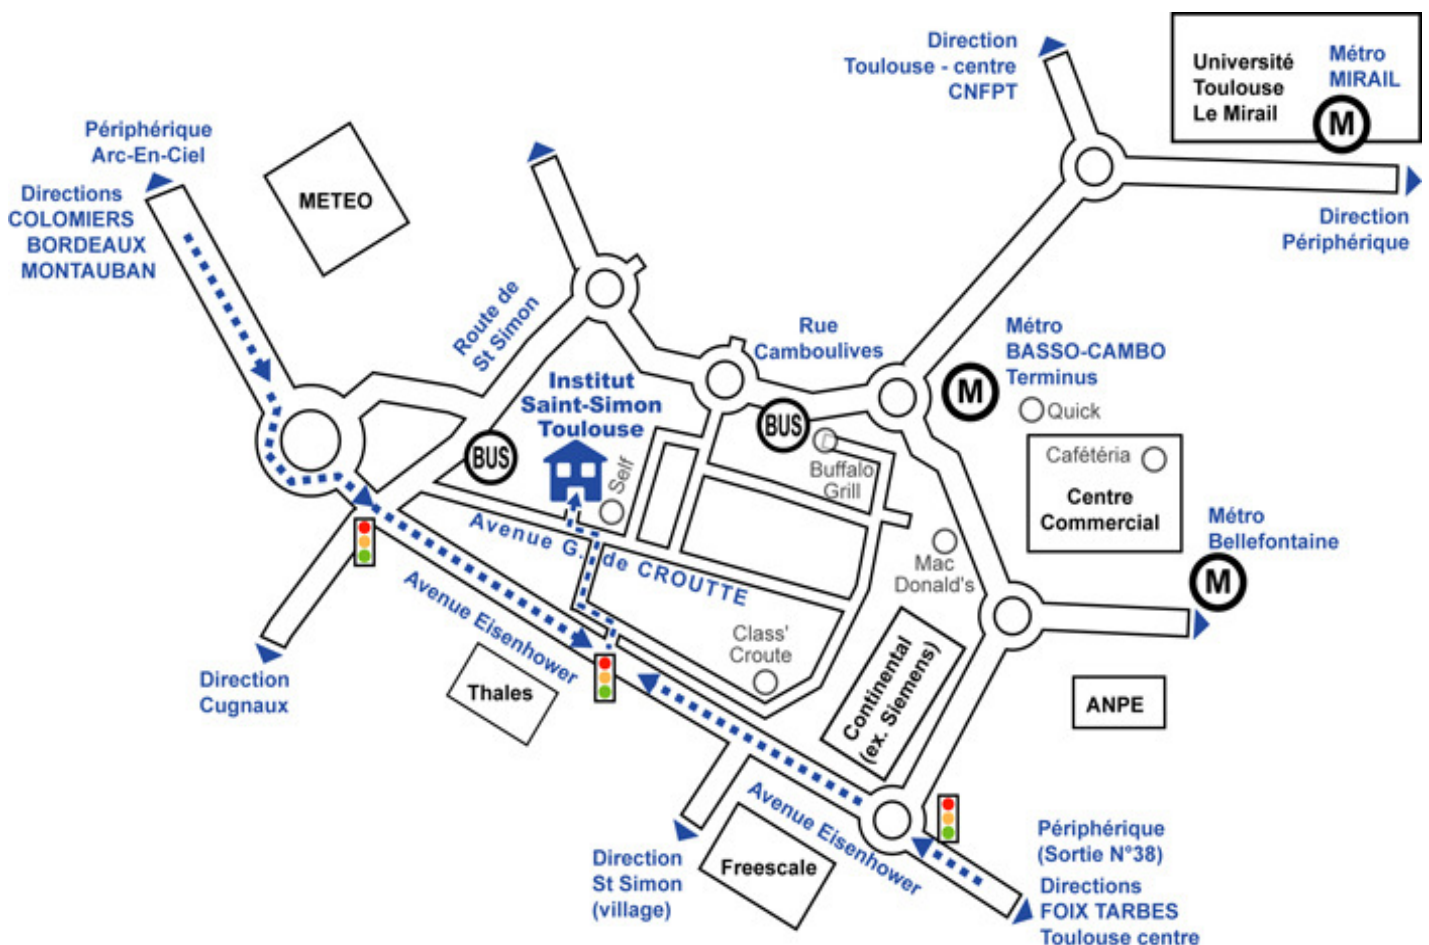 Direction
Toulouse - centre
CNFPT
Université
Toulouse
Le Mirail
Métro
MIRAIL
M
Périphérique
Arc-En-Ciel
Directions
COLOMIERS
BORDEAUX
MONTAUBAN
METEO
Direction
Périphérique
Route de
St Simon
Rue
Camboulives
Métro
BASSO-CAMBO
Terminus
M
Quick
Institut
Saint-Simon
Toulouse
BUS
BUS
Self
Buffalo
Grill
Cafétéria
Centre
Commercial
Métro
Bellefontaine
M
Avenue G. de CROUTTE
Mac
Donald's
Avenue Eisenhower
Class'
Croute
Continental
(ex. Siemens)
Direction
Cugnaux
Thales
ANPE
Avenue Eisenhower
Périphérique
(Sortie N°38)
Direction
St Simon
(village)
Freescale
Directions
FOIX TARBES
Toulouse centre